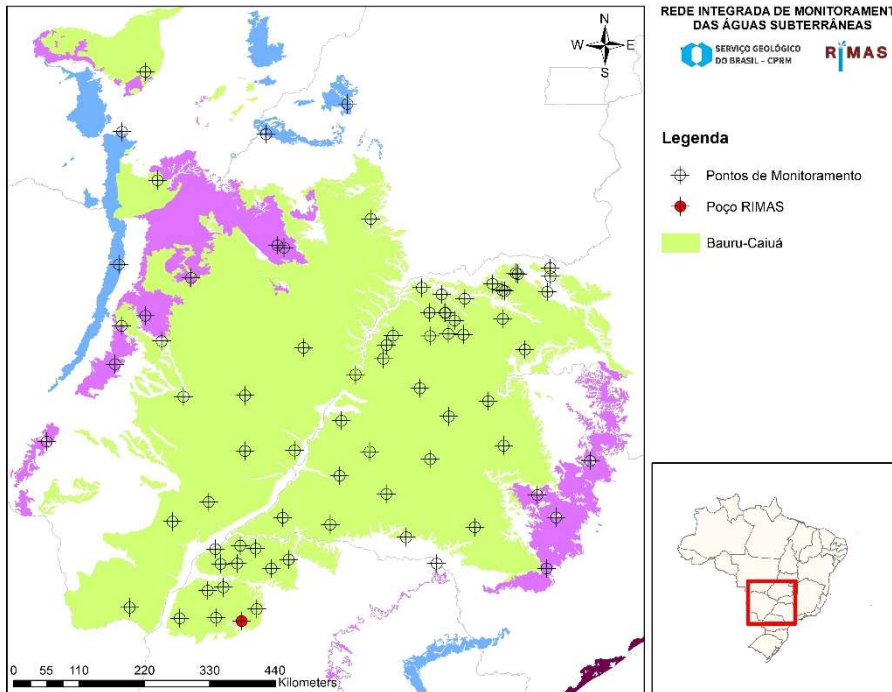 REDE INTEGRADA DE MONITORAMENT
DAS ÁGUAS SUBTERRÂNEAS
SERVIÇO GEOLÓGICO
DO BRASIL – CPRM
RIMAS
N
W E
S
Legenda
Pontos de Monitoramento
Poço RIMAS
Bauru-Caiuá
0 55 110 220 330 440
Kilometers